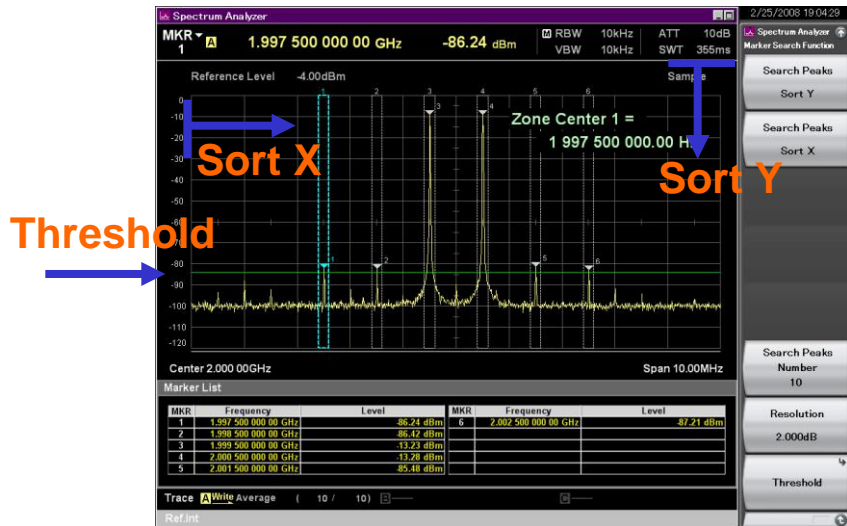 2/25/2008 19:04:29
Spectrum Analyzer
Spectrum Analyzer
Marker Search Function
MKR 1 A 1.997 500 000 00 GHz -86.24 dBm
M RBW 10kHz
VBW 10kHz
ATT 10dB
SWT 355ms
Reference Level -4.00dBm
1 2 3 4 5 6
Zone Center 1 =
1 997 500 000.00 H
Sort X
Sort Y
Threshold
0
-10
-30
-40
-50
-70
-80
-90
-100
-110
-120
1
2
3
4
5
6
Center 2.000 00GHz
Span 10.00MHz
Marker List
MKR Frequency Level MKR Frequency Level
1 1.997 500 000 00 GHz -86.24 dBm 6 2.002 500 000 00 GHz -87.21 dBm
2 1.998 500 000 00 GHz -86.42 dBm
3 1.999 500 000 00 GHz -13.23 dBm
4 2.000 500 000 00 GHz -13.28 dBm
5 2.001 500 000 00 GHz -85.48 dBm
Trace A Write Average ( 10 / 10) B C
Ref.Int
Search Peaks
Sort Y
Search Peaks
Sort X
Search Peaks
Number
10
Resolution
2.000dB
Threshold